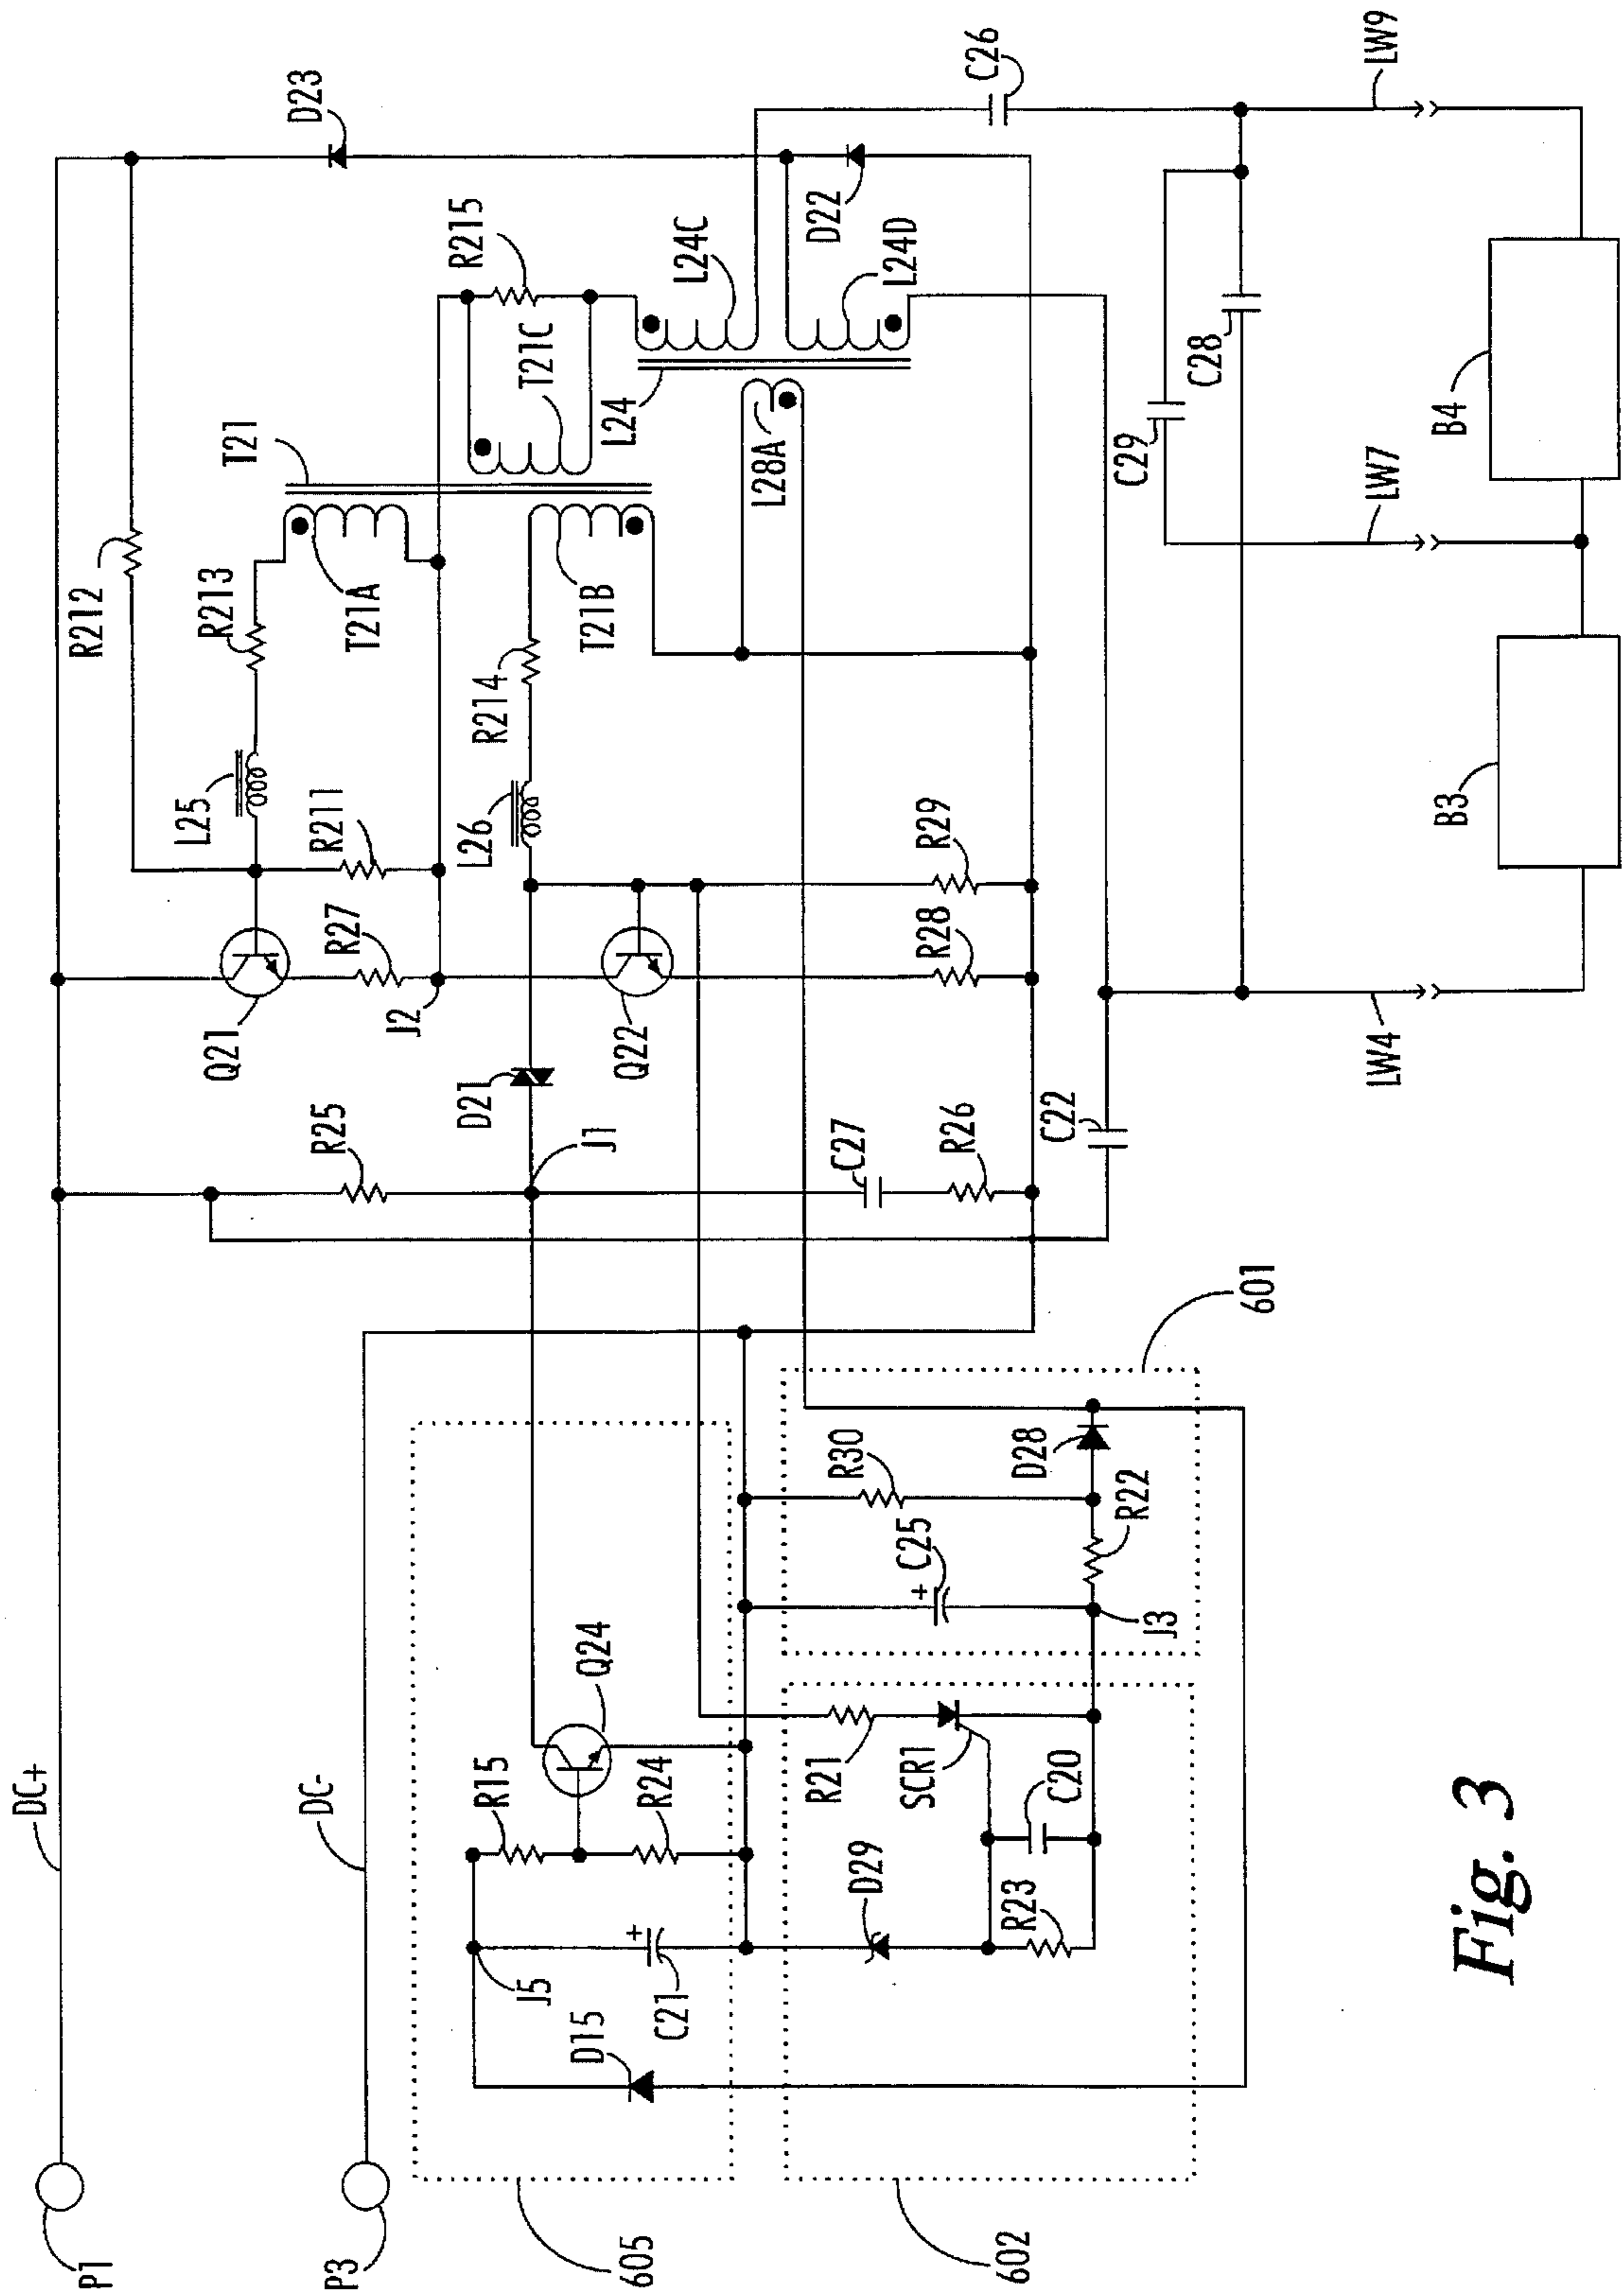 P1
DC+
P3
DC-
D23
R212
R213
T21
R215
L25
R211
T21A
T21C
L24C
C26
Q21
R27
J2
L26
R214
T21B
L24
L28A
D22
L24D
LW9
R25
D21
J1
Q22
R28
R29
C27
R26
C22
C29
C28
LW7
B4
B3
LW4
601
605
R15
Q24
R24
J5
C21
D15
R30
D28
C25
R22
J3
R21
SCR1
C20
D29
R23
602
Fig. 3